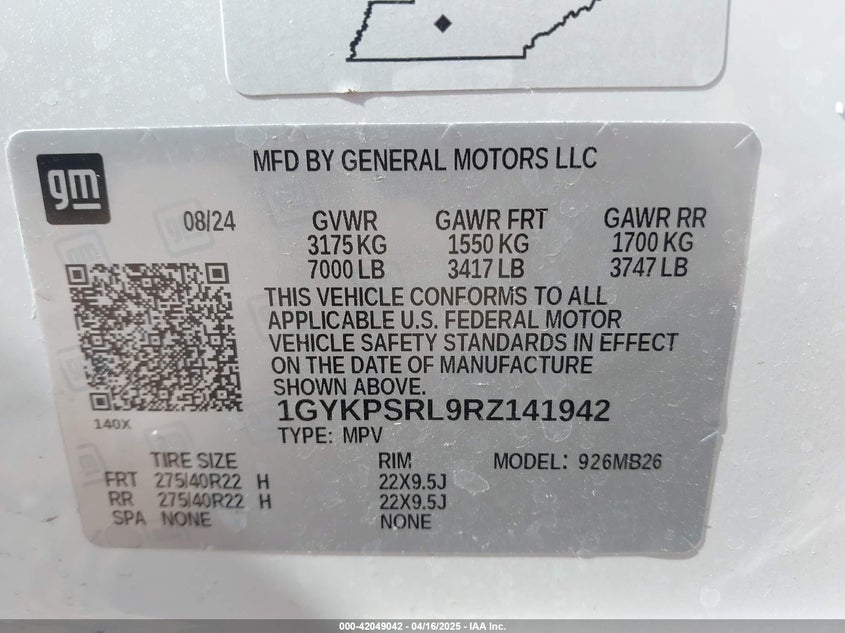 gm
MFD BY GENERAL MOTORS LLC
08/24 GVWR GAWR FRT GAWR RR
3175 KG 1550 KG 1700 KG
7000 LB 3417 LB 3747 LB
THIS VEHICLE CONFORMS TO ALL
APPLICABLE U.S. FEDERAL MOTOR
VEHICLE SAFETY STANDARDS IN EFFECT
ON THE DATE OF MANUFACTURE
SHOWN ABOVE.
140X
1GYKPSRL9RZ141942
TYPE: MPV
TIRE SIZE RIM MODEL: 926MB26
FRT 275/40R22 H 22X9.5J
RR 275/40R22 H 22X9.5J
SPA NONE NONE
000-42049042 - 04/16/2025 - IAA Inc.